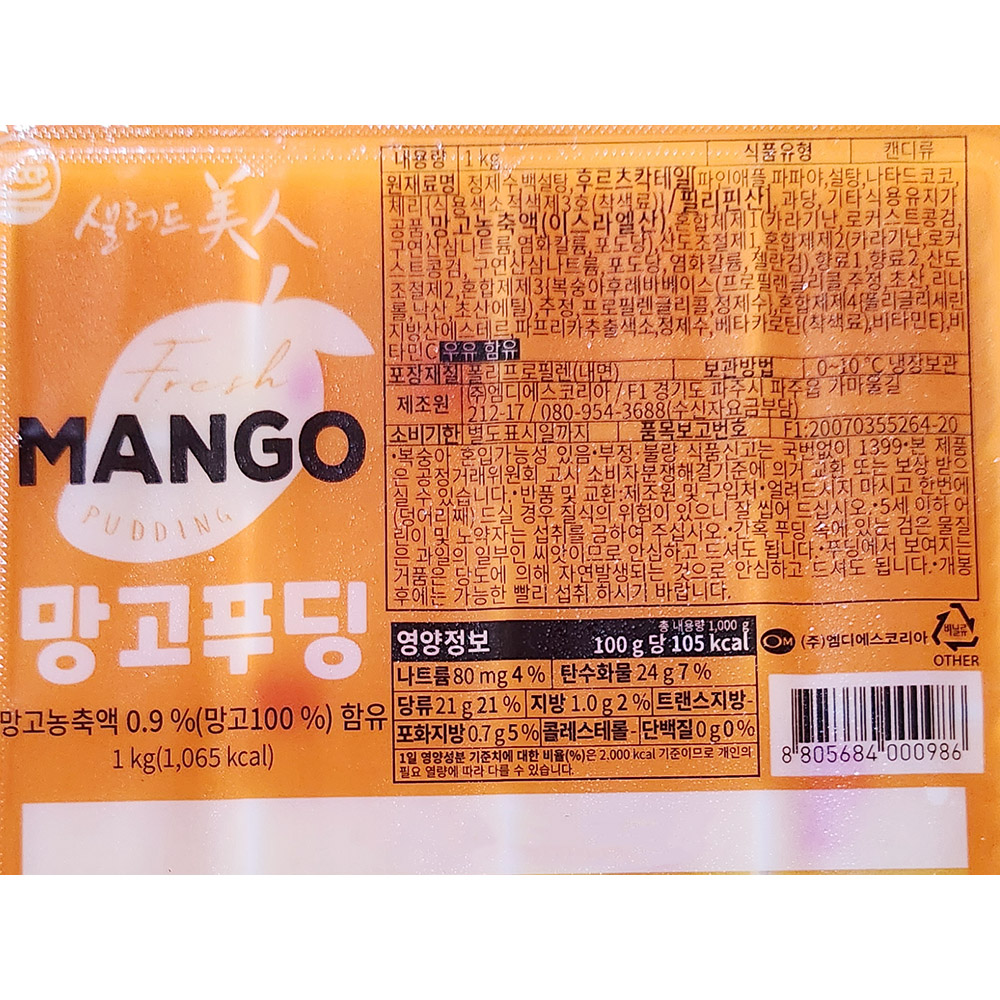 샐러드美人
Fresh
MANGO
PUDDING
망고푸딩
망고농축액 0.9 %(망고100 %) 함유
1 kg(1,065 kcal)
내용량 1 kg 식품유형 캔디류
원재료명 정제수백설탕, 후르츠칵테일[파인애플 파파야,설탕,나타드코코,
체리(식용색소적색제3호(착색료))/필리핀산], 과당, 기타식용유지가
공품, 망고농축액(이스라엘산), 혼합제제1(카라기난, 로커스트콩검,
구연산삼나트륨, 염화칼륨, 포도당), 산도조절제1, 혼합제제2(카라기난,로커
스트콩검, 구연산삼나트륨, 포도당, 염화칼륨, 젤란검) 향료1,향료2, 산도
조절제2,혼합제제3(복숭아후레바베이스(프로필렌글리콜,주정,초산,리나
롤,낙산, 초산에틸) 주정, 프로필렌글리콜,정제수),혼합제제4(폴리글리세린
지방산에스테르,파프리카추출색소,정제수,베타카로틴(착색료),비타민E),비
타민C 우유 함유
포장재질 폴리프로필렌(내면) 보관방법 0~10 °C 냉장보관
제조원 (주)엠디에스코리아 / F1 경기도 파주시 파주읍 가마울길
212-17 / 080-954-3688(수신자요금부담)
소비기한 별도표시일까지 품목보고번호 F1:20070355264-20
•복숭이 혼입가능성 있음•부정·불량 식품신고는 국번없이 1399•본 제품
은 공정거래위원회 고시 소비자분쟁해결기준에 의거 교환 또는 보상 받으
실 수 있습니다.•반품 및 교환:제조원 및 구입처•얼려드시지 마시고 한번에
(덩어리째) 드실 경우 질식의 위험이 있으니 잘 씹어 드십시오.•5세 이하 어
린이 및 노약자는 섭취를 금하여 주십시오•간혹 푸딩 속에 있는 검은 물질
은 과일의 일부인 씨앗이므로 안심하고 드셔도 됩니다.•푸딩에서 보여지는
거품은 당도에 의해 자연발생되는 것으로 안심하고 드셔도 됩니다.•개봉
후에는 가능한 빨리 섭취 하시기 바랍니다.
영양정보 총 내용량 1,000 g
100 g 당 105 kcal
나트륨 80 mg 4 % 탄수화물 24 g 7 %
당류 21 g 21 % 지방 1.0 g 2 % 트랜스지방 -
포화지방 0.7 g 5 % 콜레스테롤 - 단백질 0 g 0 %
1일 영양성분 기준치에 대한 비율(%)은 2,000 kcal 기준이므로 개인의
필요 열량에 따라 다를 수 있습니다.
OM (주)엠디에스코리아
비닐류
OTHER
8 805684 000986